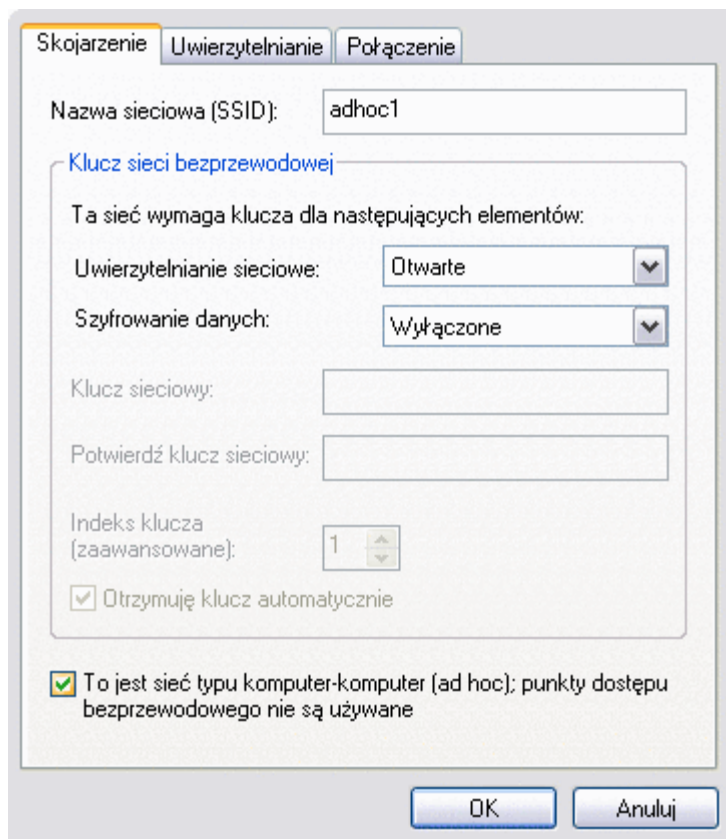 Skojarzenie Uwierzytelnianie Połączenie
Nazwa sieciowa (SSID): adhoc1
Klucz sieci bezprzewodowej
Ta sieć wymaga klucza dla następujących elementów:
Uwierzytelnianie sieciowe: Otwarte
Szyfrowanie danych: Wyłączone
Klucz sieciowy:
Potwierdź klucz sieciowy:
Indeks klucza
(zaawansowane): 1
Otrzymuję klucz automatycznie
To jest sieć typu komputer-komputer (ad hoc); punkty dostępu
bezprzewodowego nie są używane
OK Anuluj